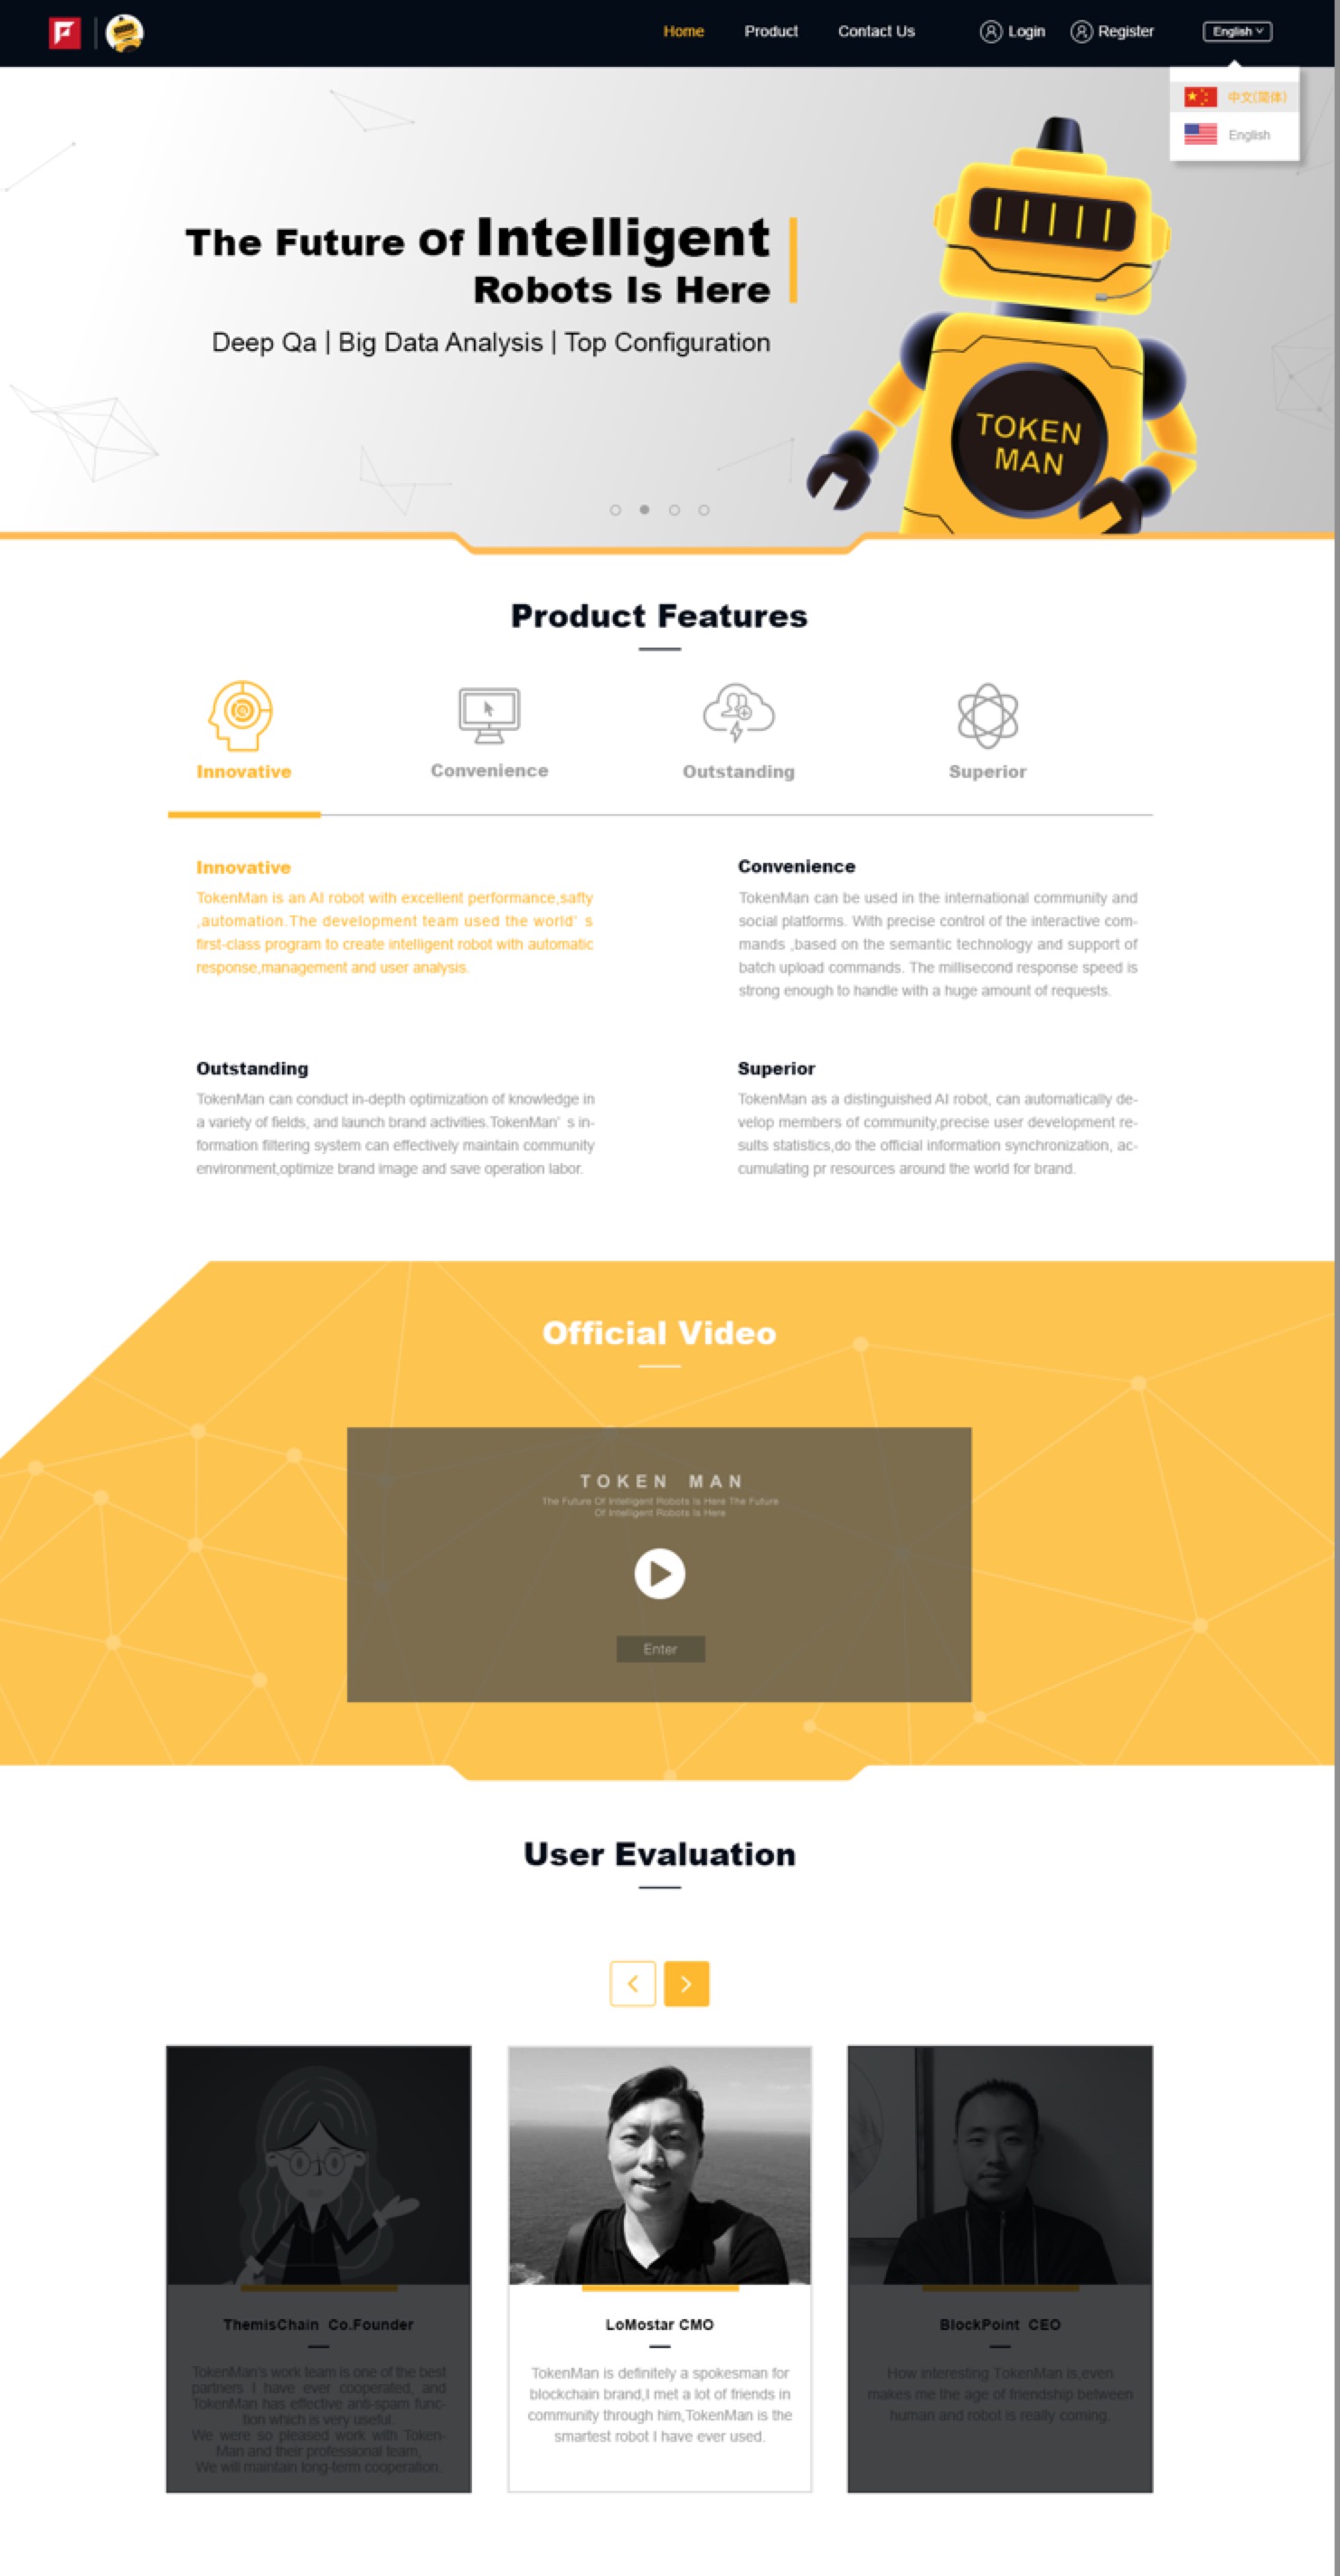 Home Product Contact Us Login Register English
中文(简体)
English
The Future Of Intelligent
Robots Is Here
Deep Qa | Big Data Analysis | Top Configuration
TOKEN
MAN
Product Features
Innovative Convenience Outstanding Superior
Innovative
TokenMan is an AI robot with excellent performance,safty
,automation.The development team used the world' s
first-class program to create intelligent robot with automatic
response,management and user analysis.
Convenience
TokenMan can be used in the international community and
social platforms. With precise control of the interactive com-
mands ,based on the semantic technology and support of
batch upload commands. The millisecond response speed is
strong enough to handle with a huge amount of requests.
Outstanding
TokenMan can conduct in-depth optimization of knowledge in
a variety of fields, and launch brand activities.TokenMan' s in-
formation filtering system can effectively maintain community
environment,optimize brand image and save operation labor.
Superior
TokenMan as a distinguished AI robot, can automatically de-
velop members of community,precise user development re-
sults statistics,do the official information synchronization, ac-
cumulating pr resources around the world for brand.
Official Video
TOKEN MAN
The Future Of Intelligent Robots Is Here The Future
Of Intelligent Robots Is Here
Enter
User Evaluation
ThemisChain Co.Founder
TokenMan's work team is one of the best
partners I have ever cooperated, and
TokenMan has effective anti-spam func-
tion which is very useful.
We were so pleased work with Token-
Man and their professional team,
We will maintain long-term cooperation.
LoMostar CMO
TokenMan is definitely a spokesman for
blockchain brand,I met a lot of friends in
community through him,TokenMan is the
smartest robot I have ever used.
BlockPoint CEO
How interesting TokenMan is,even
makes me the age of friendship between
human and robot is really coming.